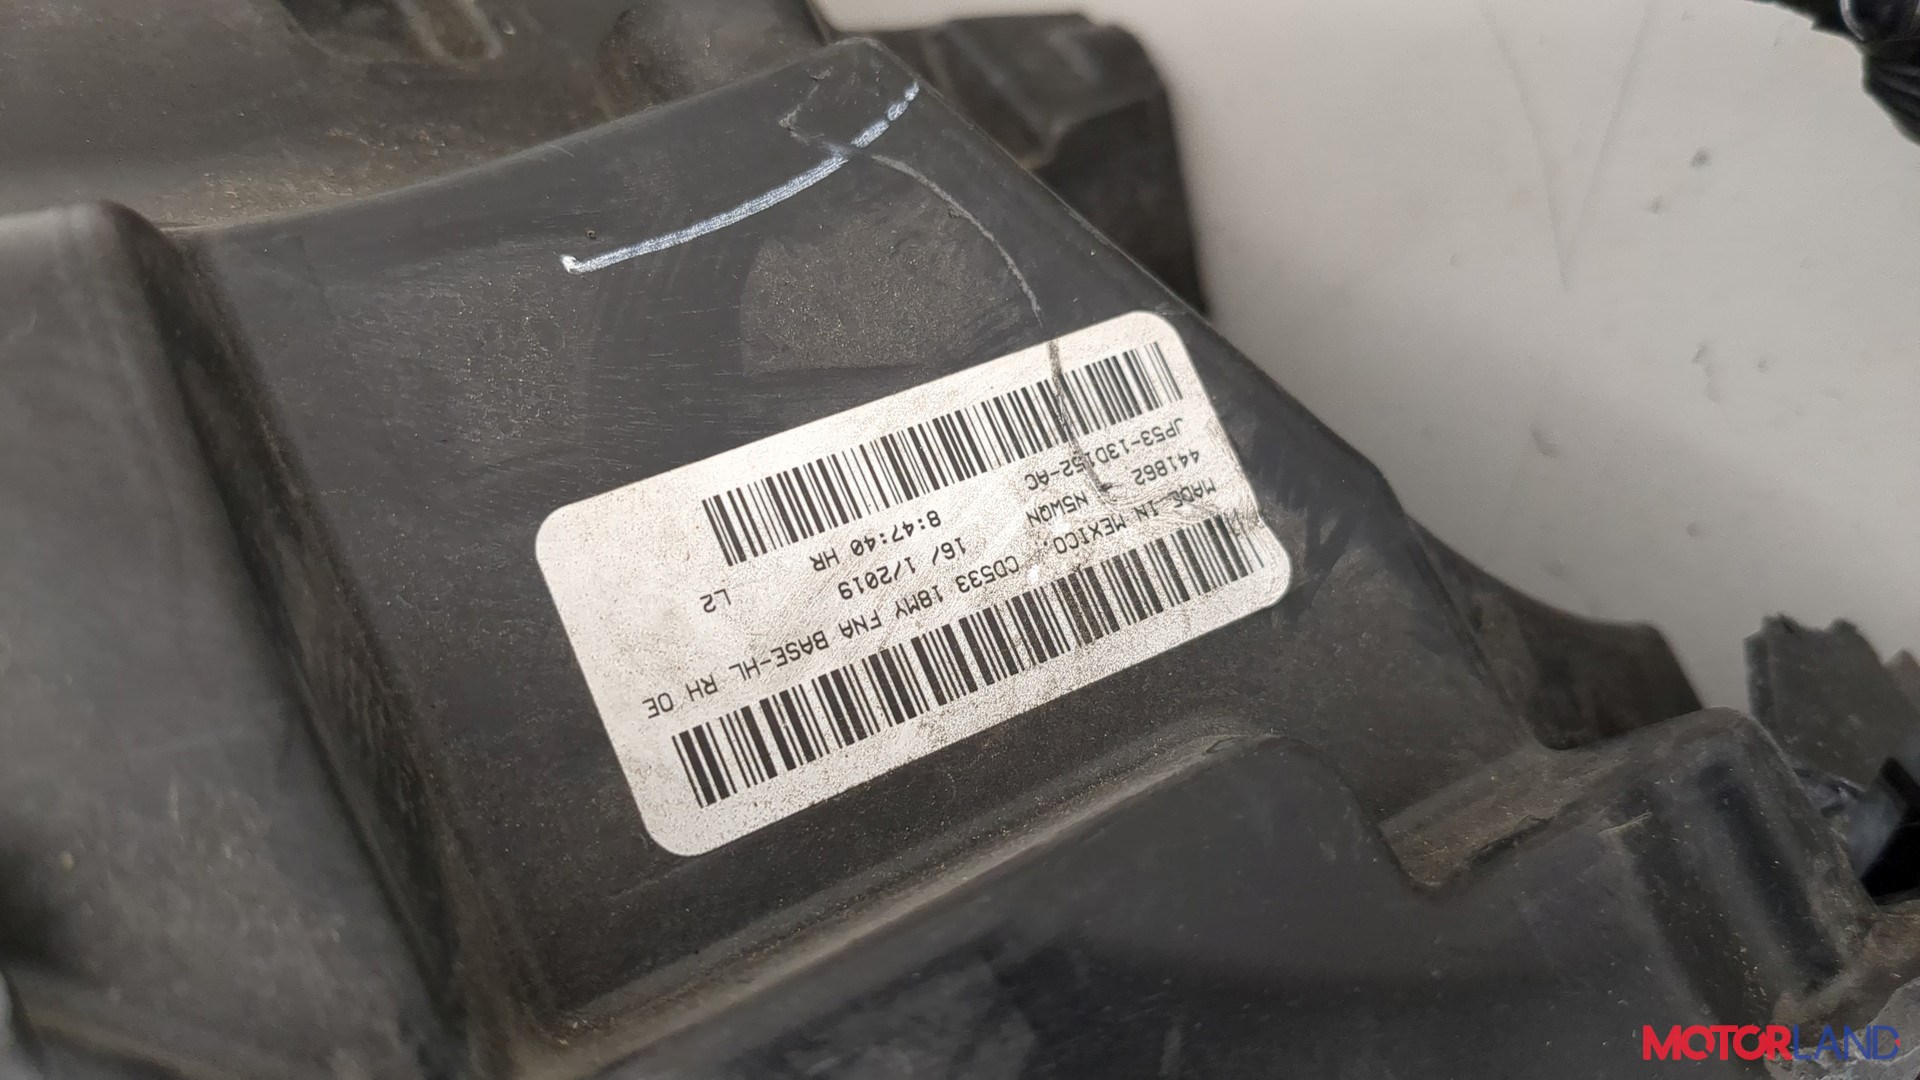 CD533 18MY FNA BASE-HL RH OE
MADE IN MEXICO. 16/ 1/2019 L2
441862 N5WQN 8:47:40 HR
JP53-13D152-AC
MOTORLAND